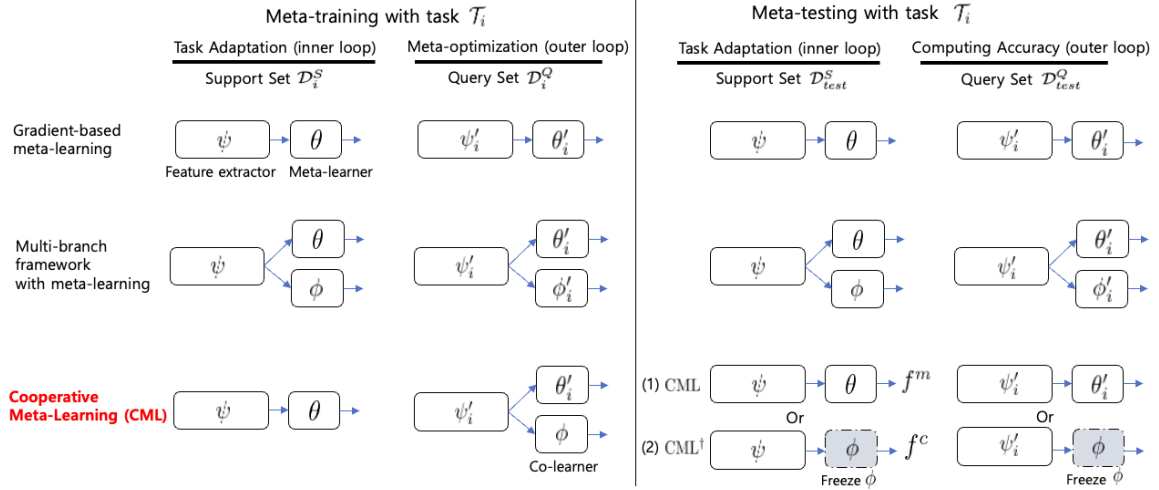 Meta-training with task 𝒯ᵢ
Meta-testing with task 𝒯ᵢ
Task Adaptation (inner loop)
Meta-optimization (outer loop)
Task Adaptation (inner loop)
Computing Accuracy (outer loop)
Support Set 𝒟ᵢˢ
Query Set 𝒟ᵢ^Q
Support Set 𝒟ˢ_test
Query Set 𝒟^Q_test
Gradient-based
meta-learning
ψ θ
ψ′ᵢ θ′ᵢ
ψ θ
ψ′ᵢ θ′ᵢ
Feature extractor
Meta-learner
Multi-branch
framework
with meta-learning
ψ θ ϕ
ψ′ᵢ θ′ᵢ ϕ′ᵢ
ψ θ ϕ
ψ′ᵢ θ′ᵢ ϕ′ᵢ
Cooperative
Meta-Learning (CML)
ψ θ
ψ′ᵢ θ′ᵢ ϕ
Co-learner
(1) CML ψ θ fᵐ
ψ′ᵢ θ′ᵢ
Or
Or
(2) CML† ψ ϕ fᶜ
ψ′ᵢ ϕ
Freeze ϕ
Freeze ϕ